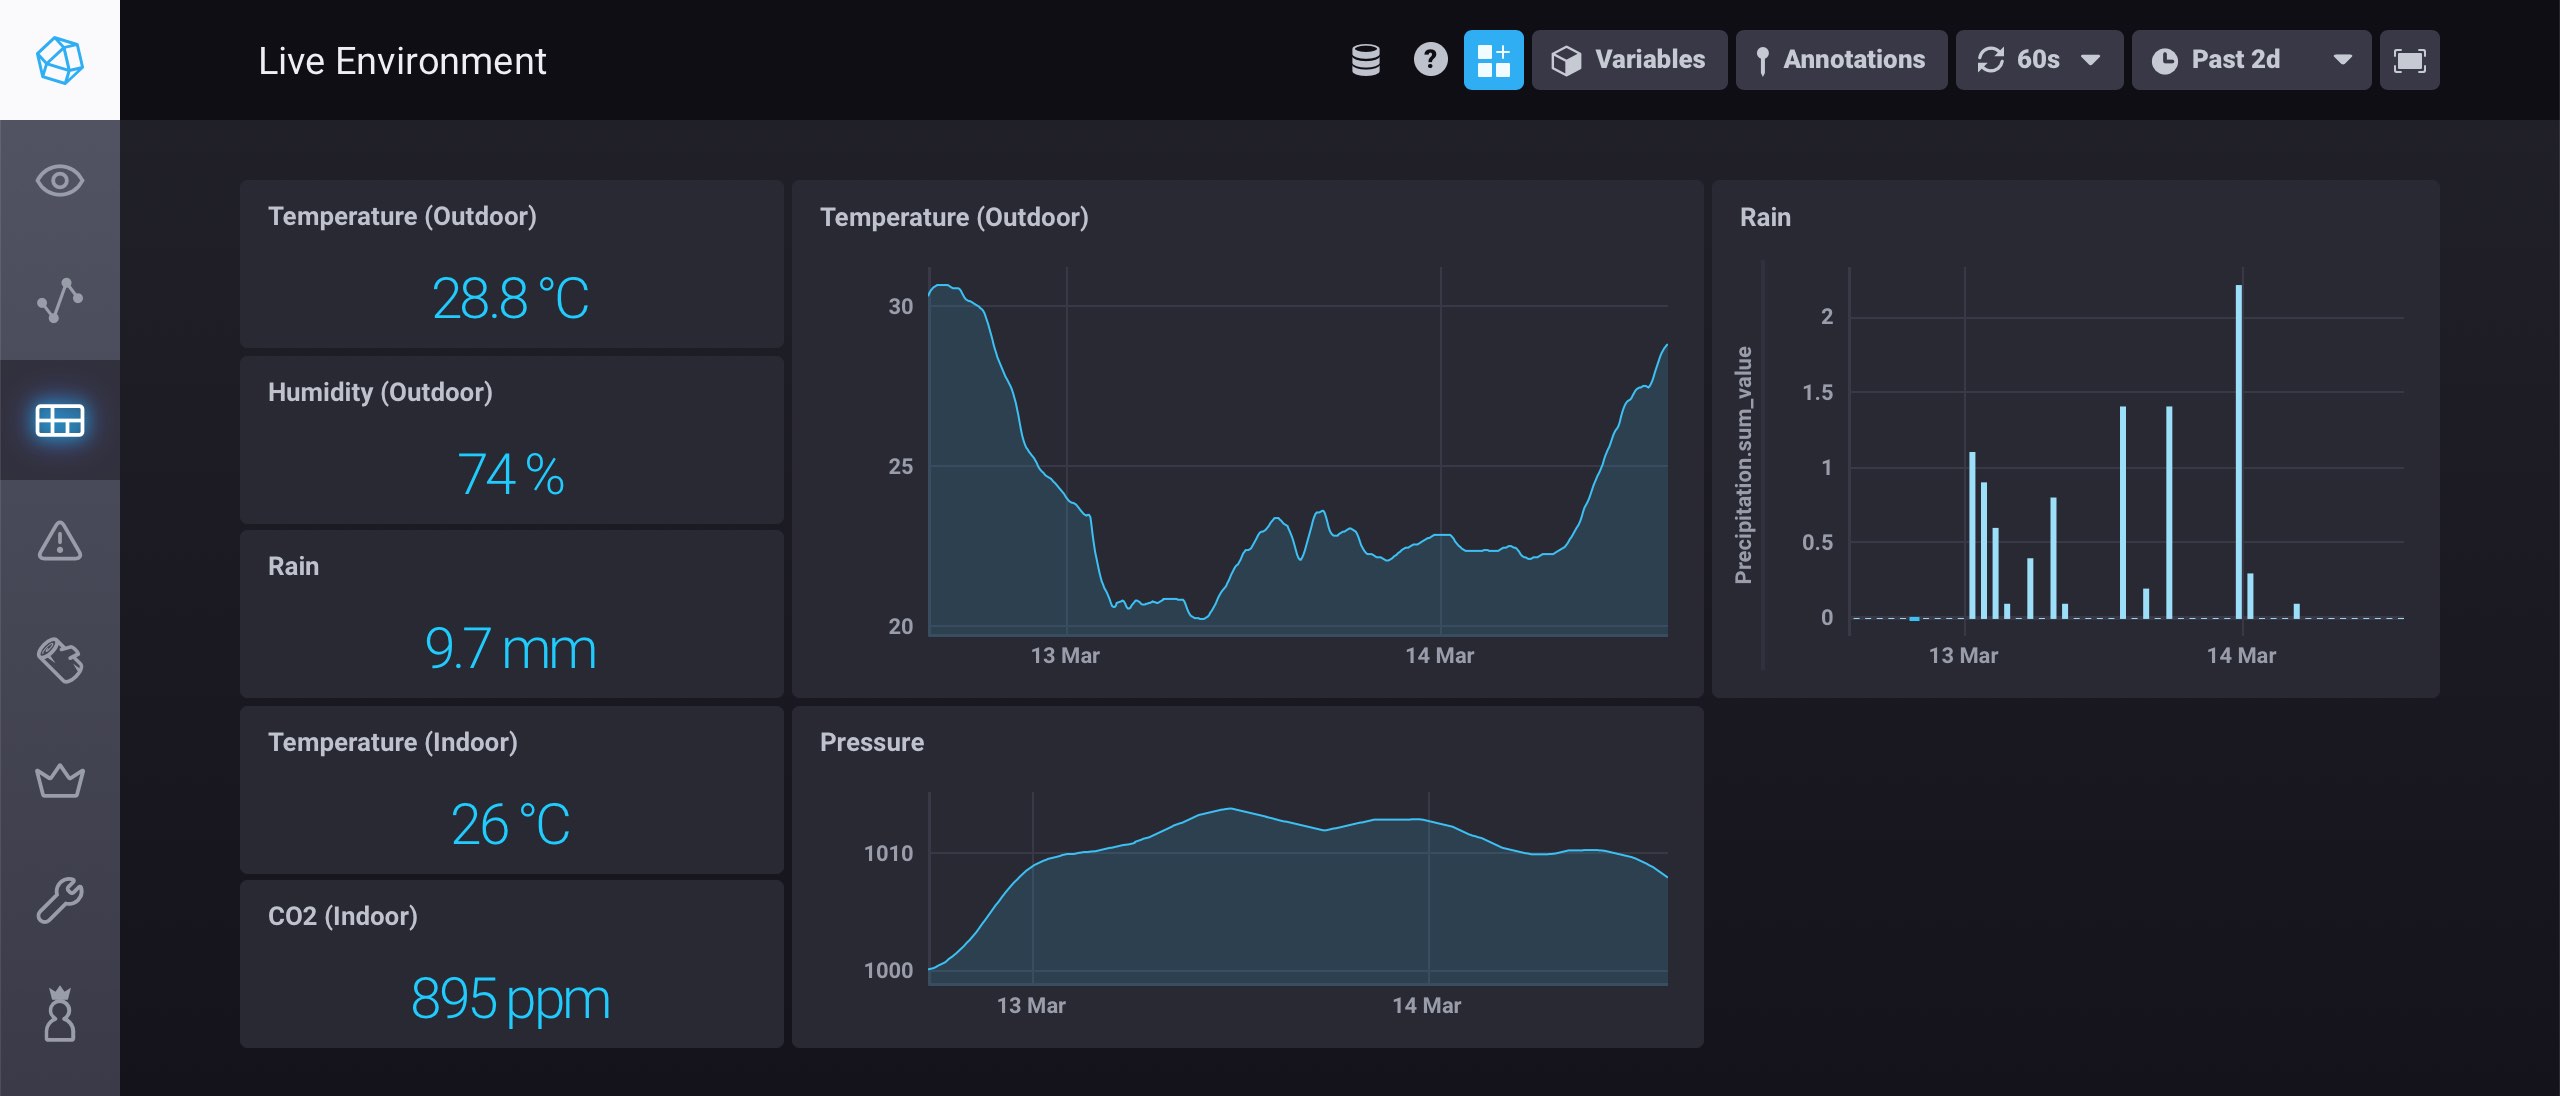 Live Environment
?
Variables
Annotations
60s
Past 2d
Temperature (Outdoor)
28.8 °C
Humidity (Outdoor)
74 %
Rain
9.7 mm
Temperature (Indoor)
26 °C
CO2 (Indoor)
895 ppm
Temperature (Outdoor)
30
25
20
13 Mar
14 Mar
Pressure
1010
1000
13 Mar
14 Mar
Rain
Precipitation.sum_value
2
1.5
1
0.5
0
13 Mar
14 Mar